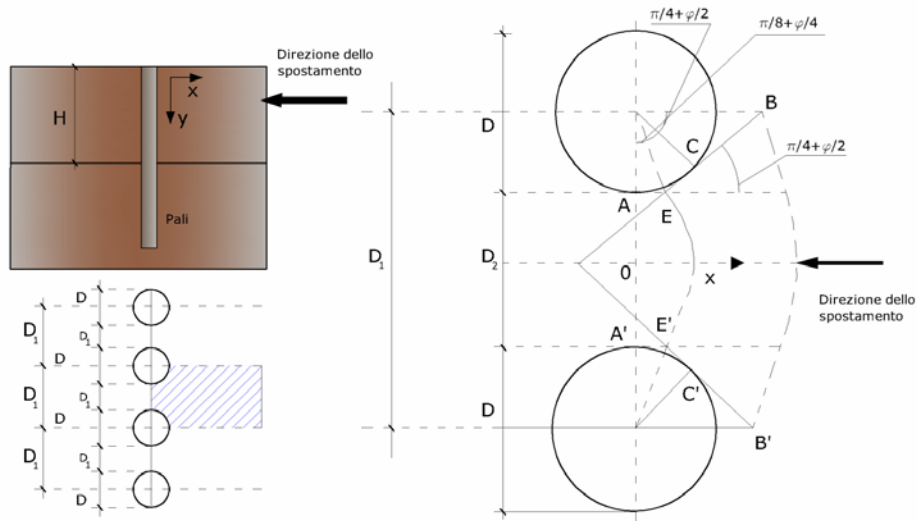 Direzione dello
spostamento
H
x
y
Pali
D
D₁
D₁
D
D₁
D₁
D
D₁
D₁
D
π/4+φ/2
π/8+φ/4
D
B
C
π/4+φ/2
A
E
D₁
D₂
0
x
Direzione dello
spostamento
A'
E'
D
C'
B'